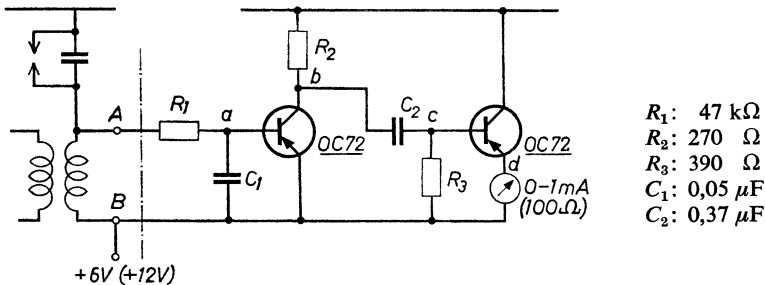 R₂
b
A
R₁
a
C₂
c
OC72
OC72
d
C₁
R₃
0-1mA
(100Ω)
B
+6V (+12V)
R₁: 47 kΩ
R₂: 270 Ω
R₃: 390 Ω
C₁: 0,05 μF
C₂: 0,37 μF